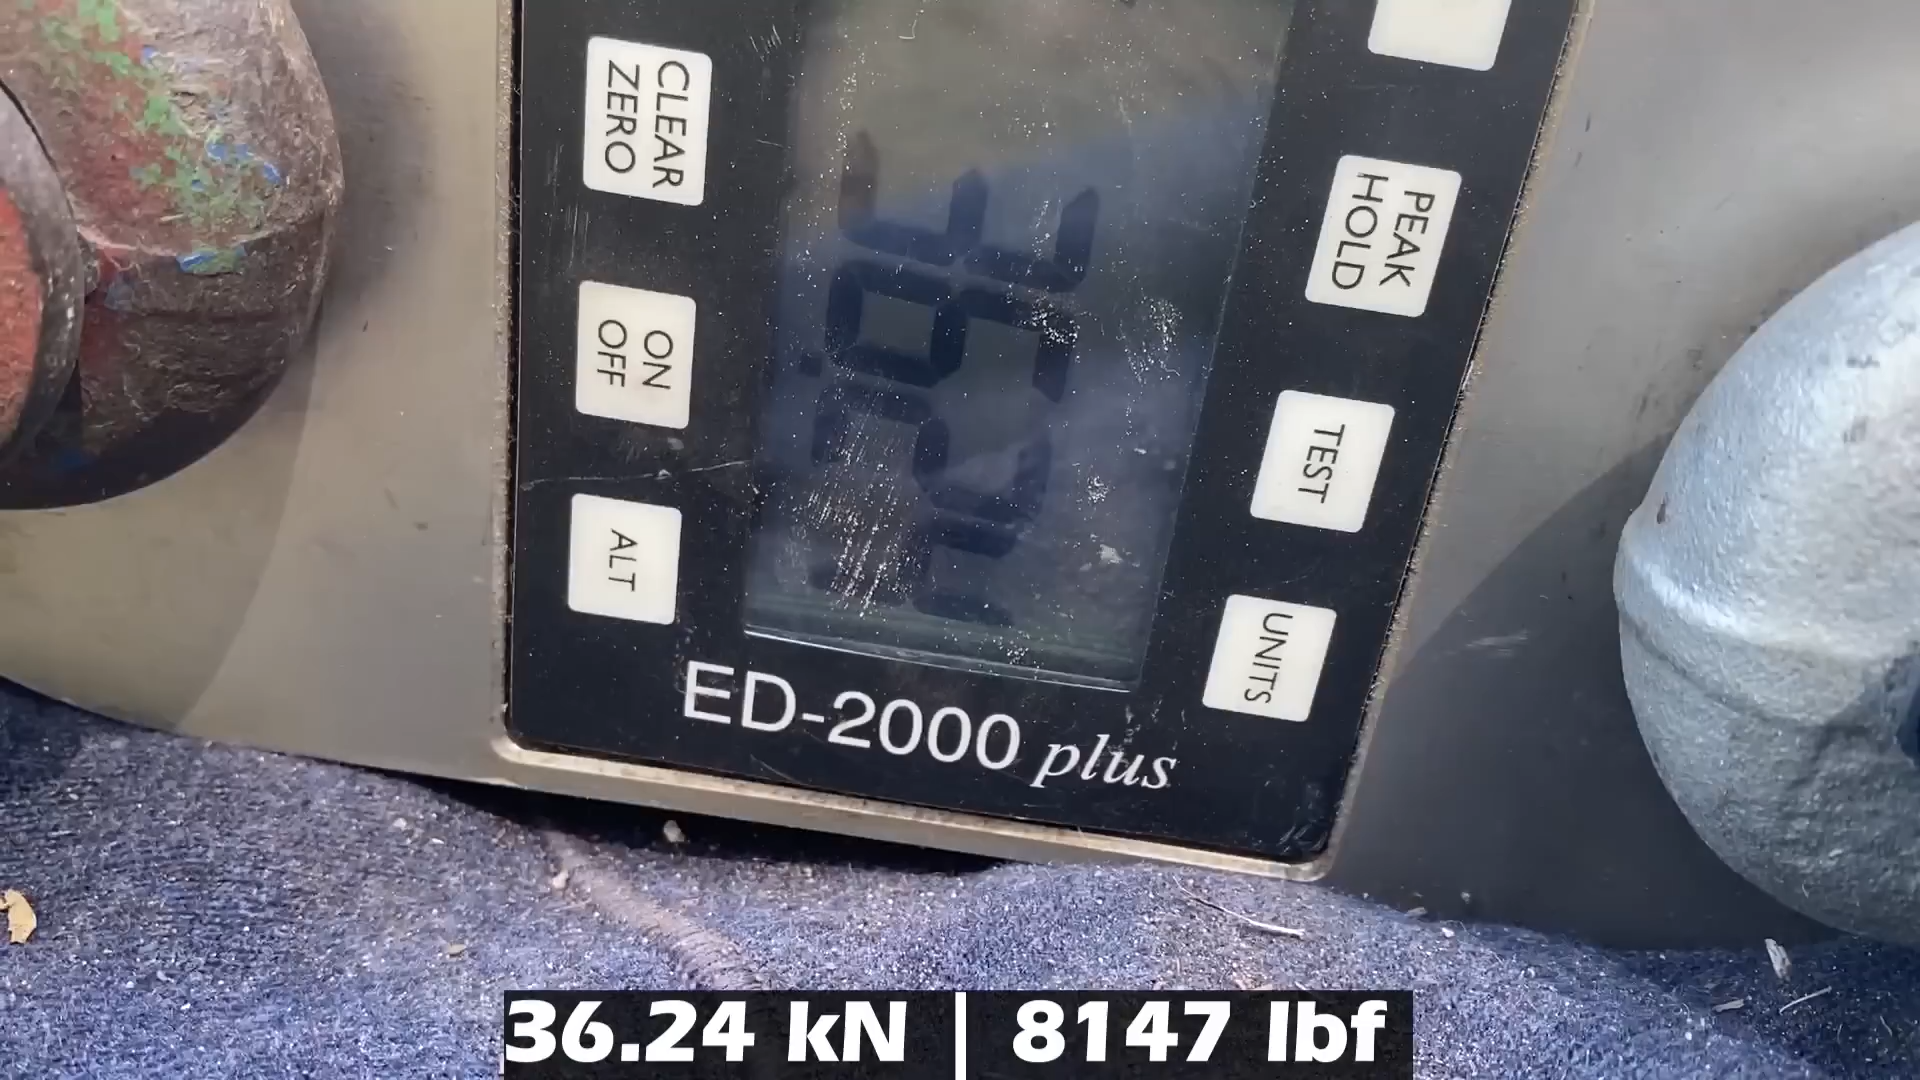 CLEAR
ZERO
ON
OFF
ALT
PEAK
HOLD
TEST
UNITS
ED-2000 plus
36.24 kN | 8147 lbf